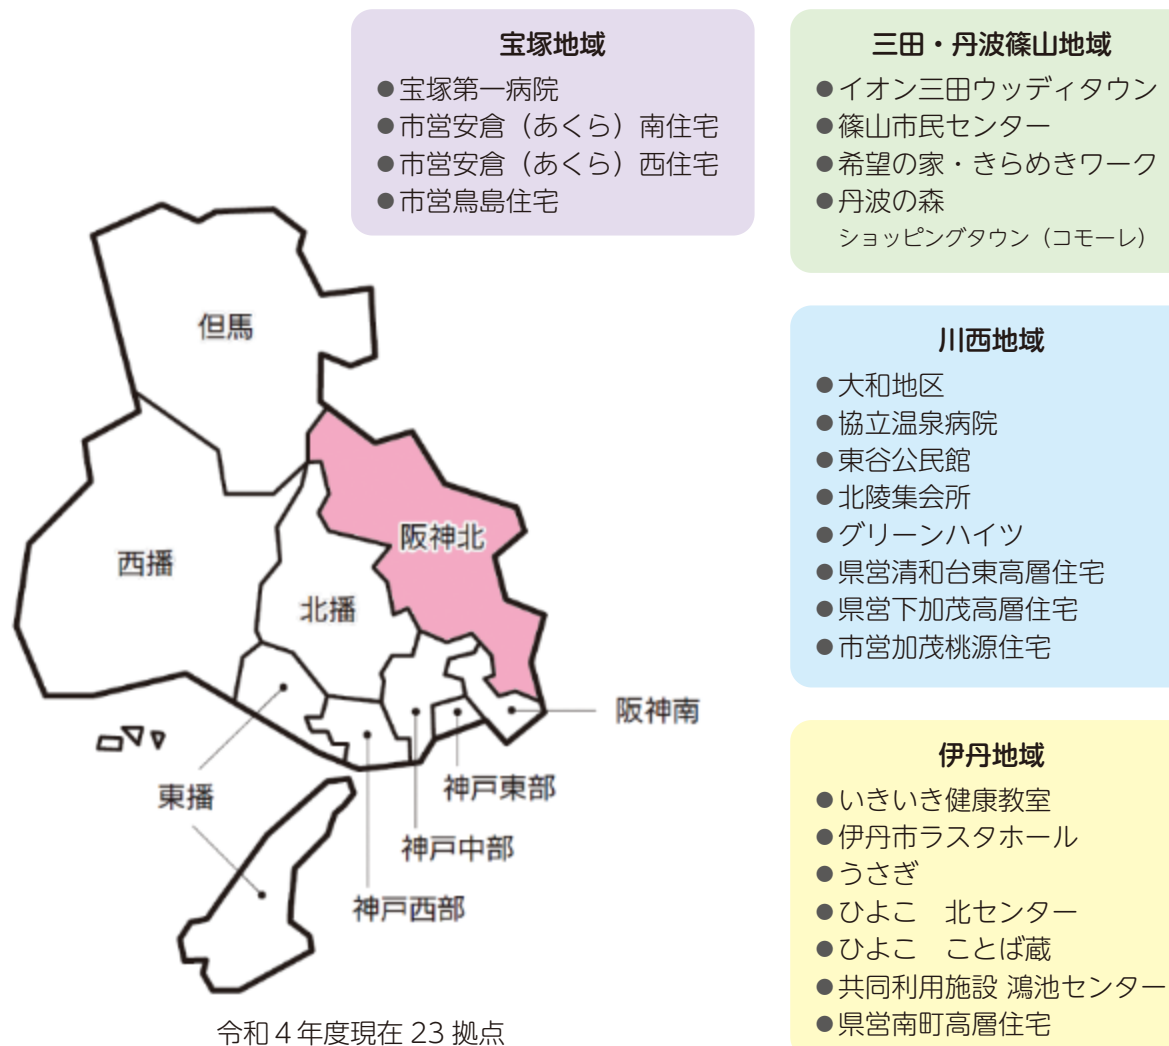 宝塚地域
●宝塚第一病院
●市営安倉（あくら）南住宅
●市営安倉（あくら）西住宅
●市営鳥島住宅
三田・丹波篠山地域
●イオン三田ウッディタウン
●篠山市民センター
●希望の家・きらめきワーク
●丹波の森
ショッピングタウン（コモーレ）
川西地域
●大和地区
●協立温泉病院
●東谷公民館
●北陵集会所
●グリーンハイツ
●県営清和台東高層住宅
●県営下加茂高層住宅
●市営加茂桃源住宅
伊丹地域
●いきいき健康教室
●伊丹市ラスタホール
●うさぎ
●ひよこ　北センター
●ひよこ　ことば蔵
●共同利用施設 鴻池センター
●県営南町高層住宅
但馬
阪神北
西播
北播
阪神南
東播
神戸東部
神戸中部
神戸西部
令和４年度現在 23 拠点